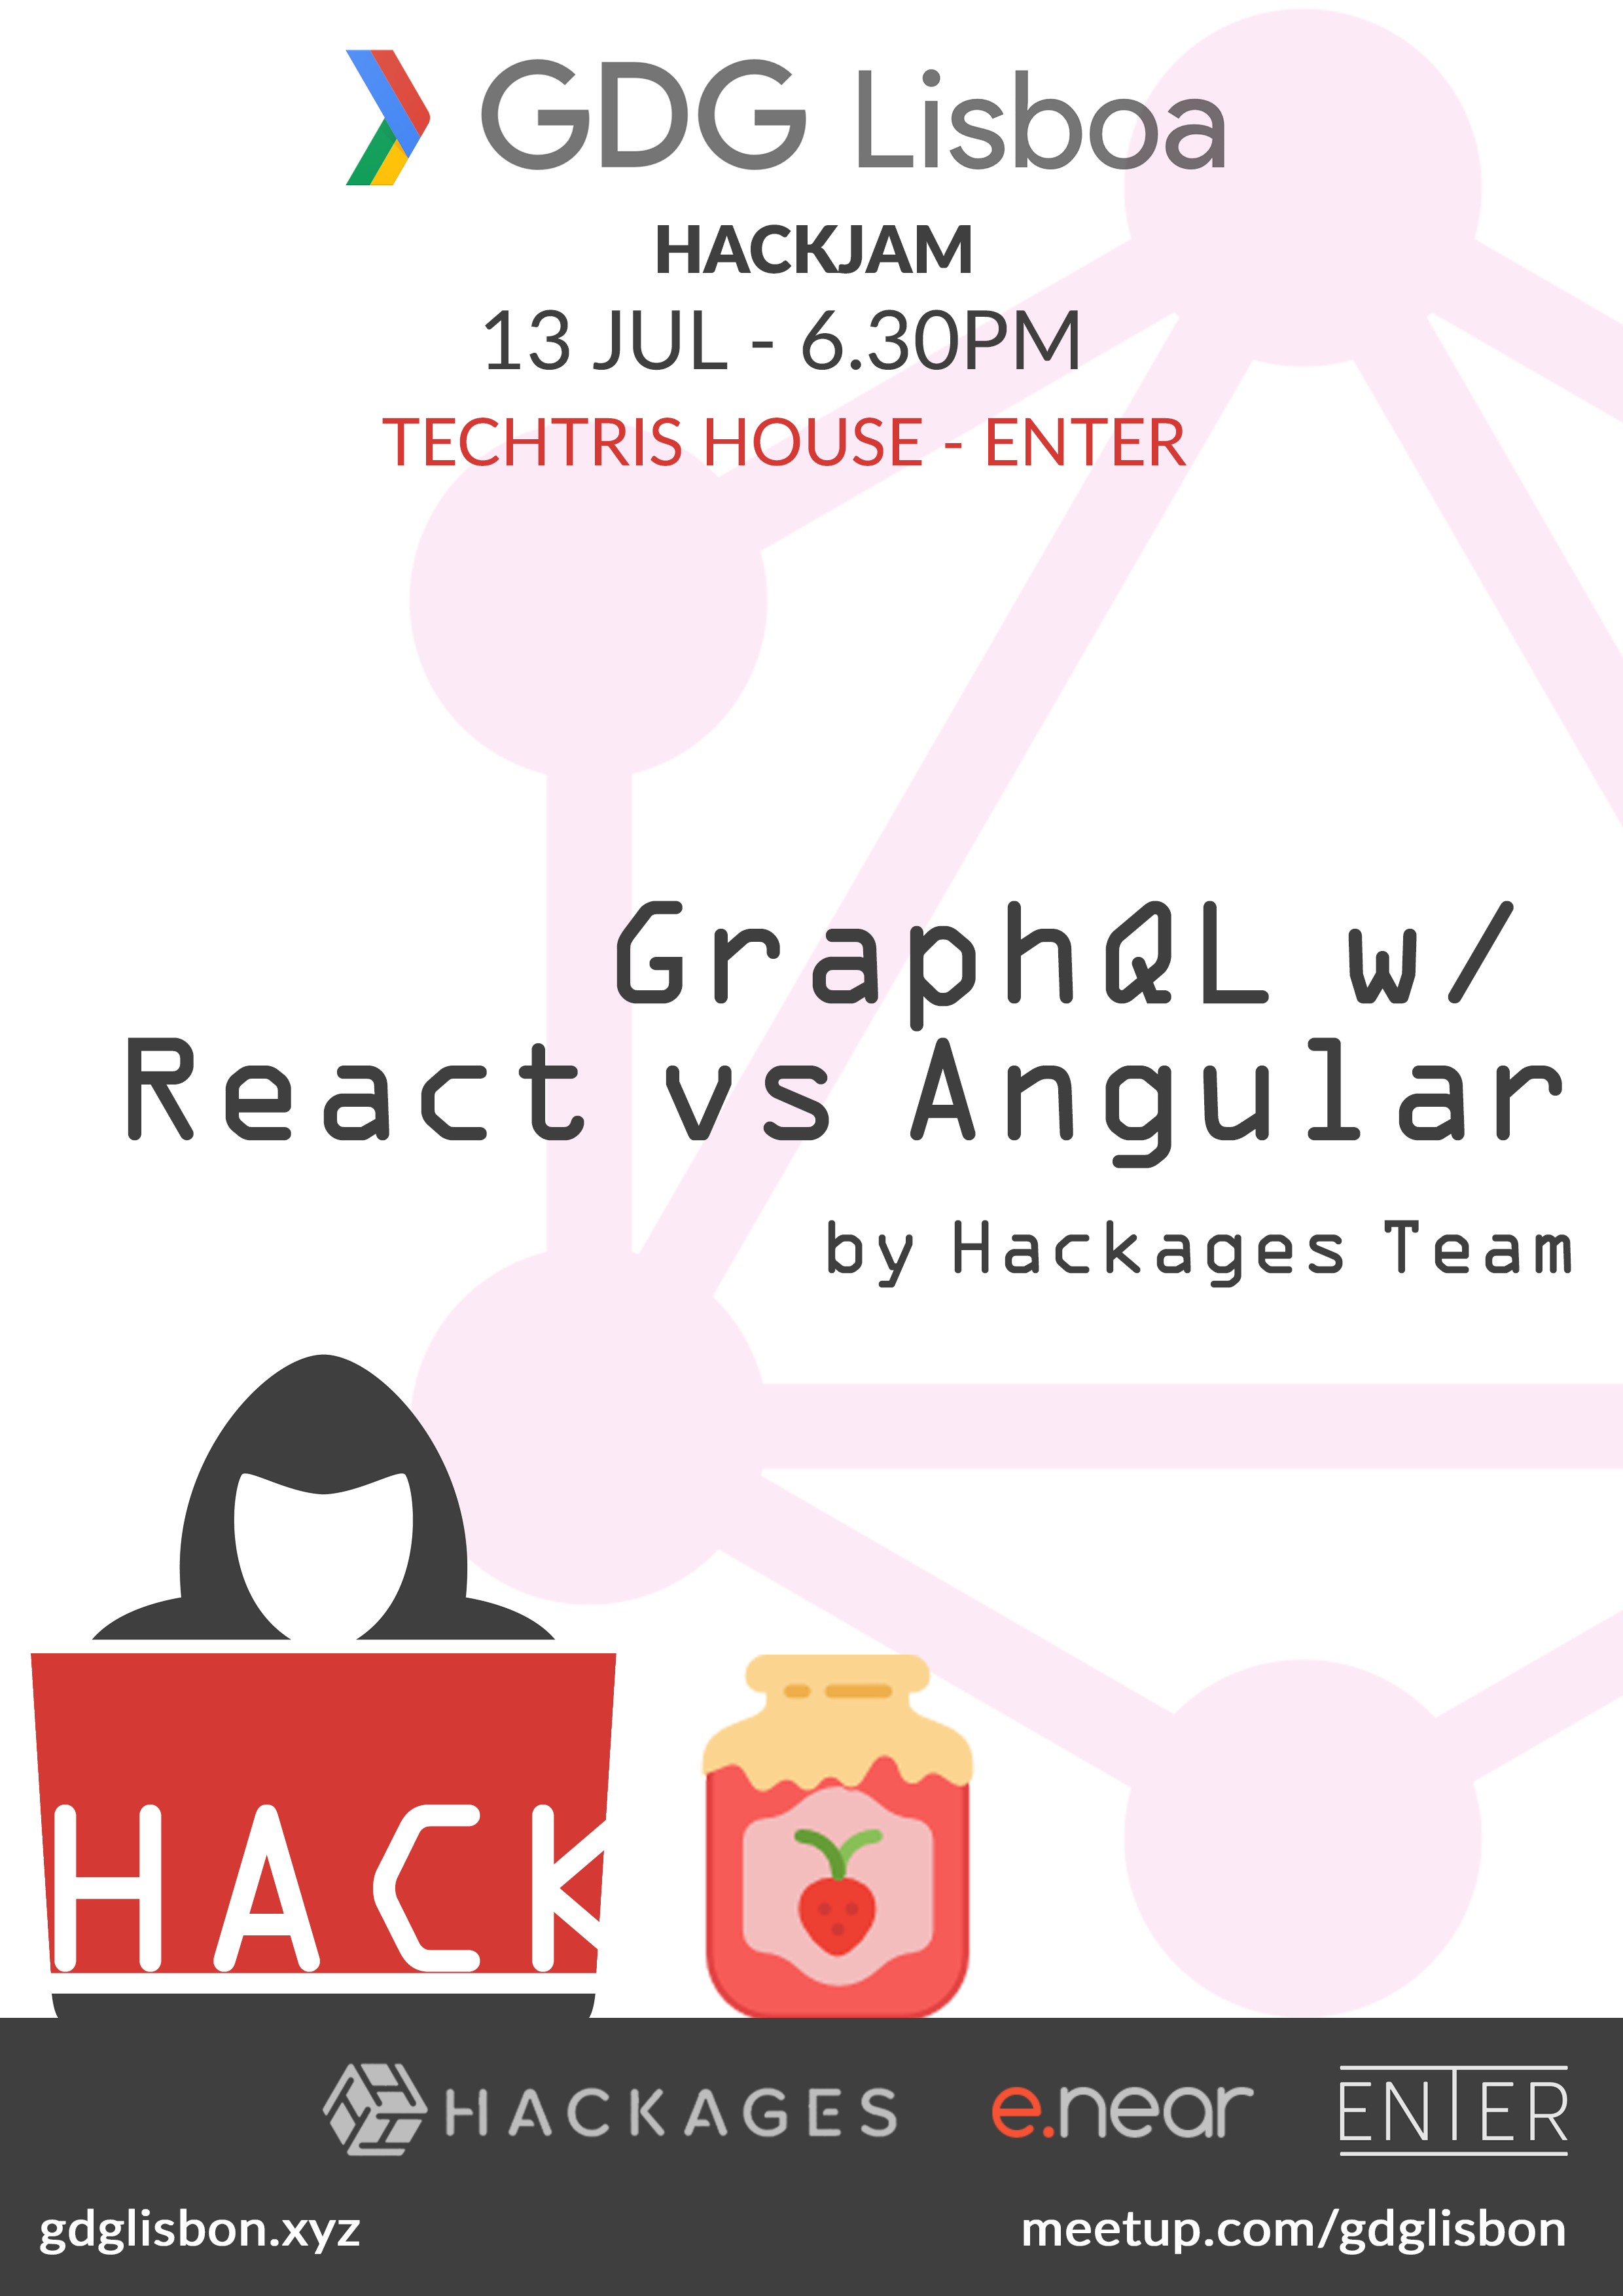 GDG Lisboa
HACKJAM
13 JUL - 6.30PM
TECHTRIS HOUSE - ENTER
GraphQL w/
React vs Angular
by Hackages Team
HACK
HACKAGES e.near ENTER
gdglisbon.xyz meetup.com/gdglisbon